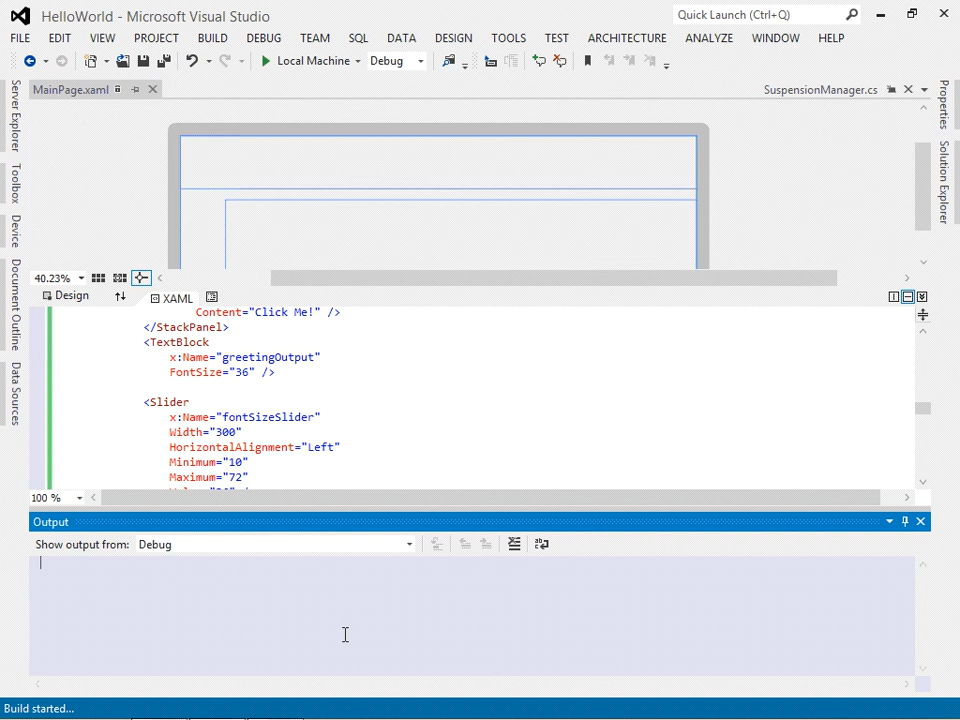 HelloWorld - Microsoft Visual Studio
Quick Launch (Ctrl+Q)
FILE EDIT VIEW PROJECT BUILD DEBUG TEAM SQL DATA DESIGN TOOLS TEST ARCHITECTURE ANALYZE WINDOW HELP
Local Machine Debug
MainPage.xaml
SuspensionManager.cs
Server Explorer
Toolbox
Device
Document Outline
Data Sources
Properties
Solution Explorer
40.23%
Design
XAML
Content="Click Me!" />
</StackPanel>
<TextBlock
x:Name="greetingOutput"
FontSize="36" />
<Slider
x:Name="fontSizeSlider"
Width="300"
HorizontalAlignment="Left"
Minimum="10"
Maximum="72"
100 %
Output
Show output from: Debug
Build started...